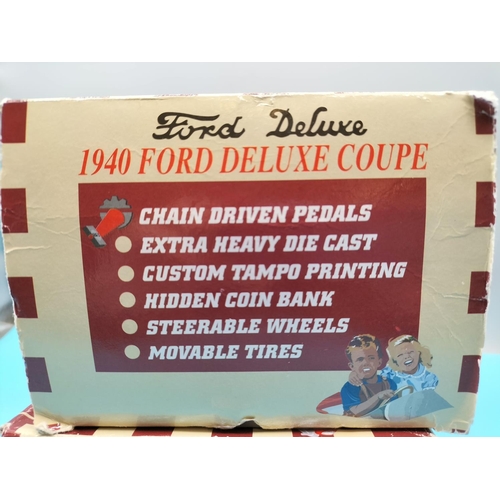 Ford Deluxe
1940 FORD DELUXE COUPE
CHAIN DRIVEN PEDALS
EXTRA HEAVY DIE CAST
CUSTOM TAMPO PRINTING
HIDDEN COIN BANK
STEERABLE WHEELS
MOVABLE TIRES